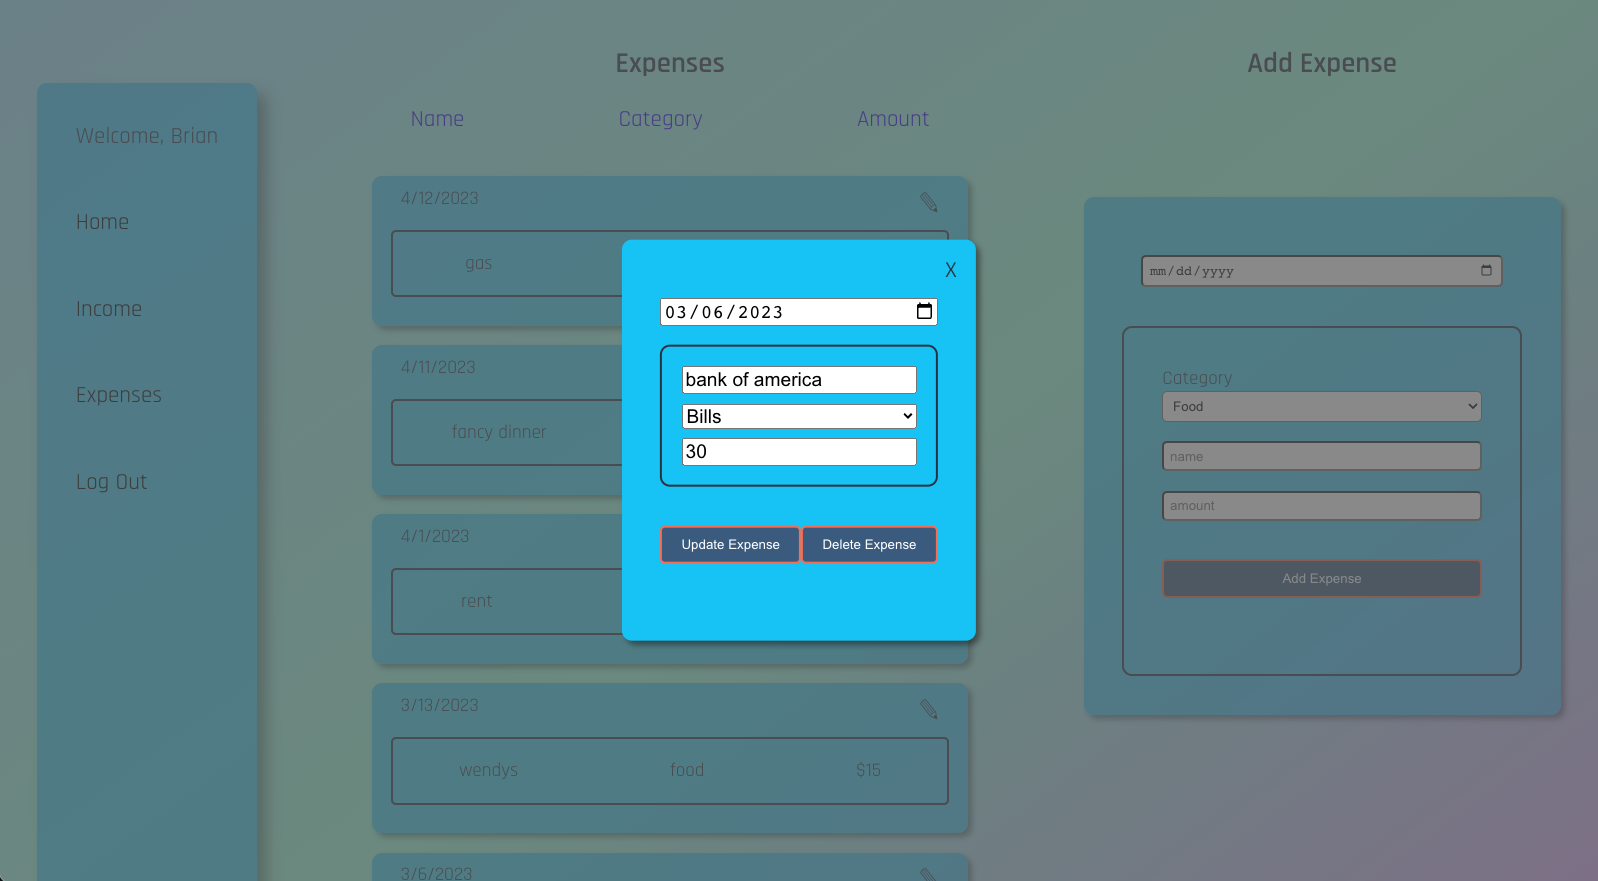 Welcome, Brian
Home
Income
Expenses
Log Out
Expenses
Name Category Amount
4/12/2023
gas
4/11/2023
fancy dinner
4/1/2023
rent
3/13/2023
wendys food $15
3/6/2023
X
03/06/2023
bank of america
Bills
30
Update Expense Delete Expense
Add Expense
mm/dd/yyyy
Category
Food
name
amount
Add Expense